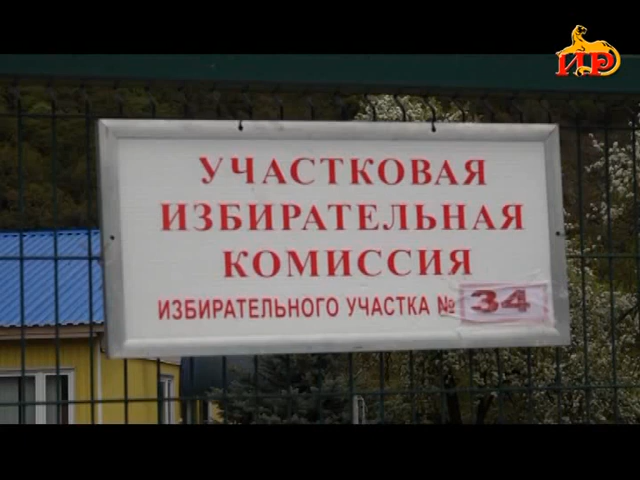 ИР
УЧАСТКОВАЯ
ИЗБИРАТЕЛЬНАЯ
КОМИССИЯ
ИЗБИРАТЕЛЬНОГО УЧАСТКА № 34